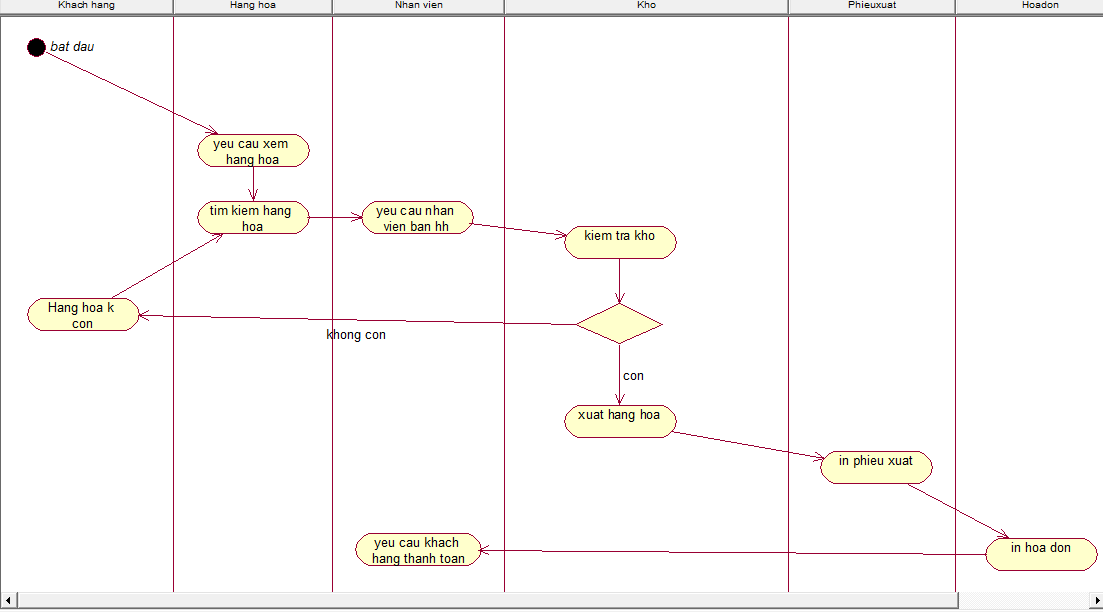 Khach hang
Hang hoa
Nhan vien
Kho
Phieuxuat
Hoadon
bat dau
yeu cau xem
hang hoa
tim kiem hang
hoa
yeu cau nhan
vien ban hh
kiem tra kho
Hang hoa k
con
khong con
con
xuat hang hoa
in phieu xuat
yeu cau khach
hang thanh toan
in hoa don